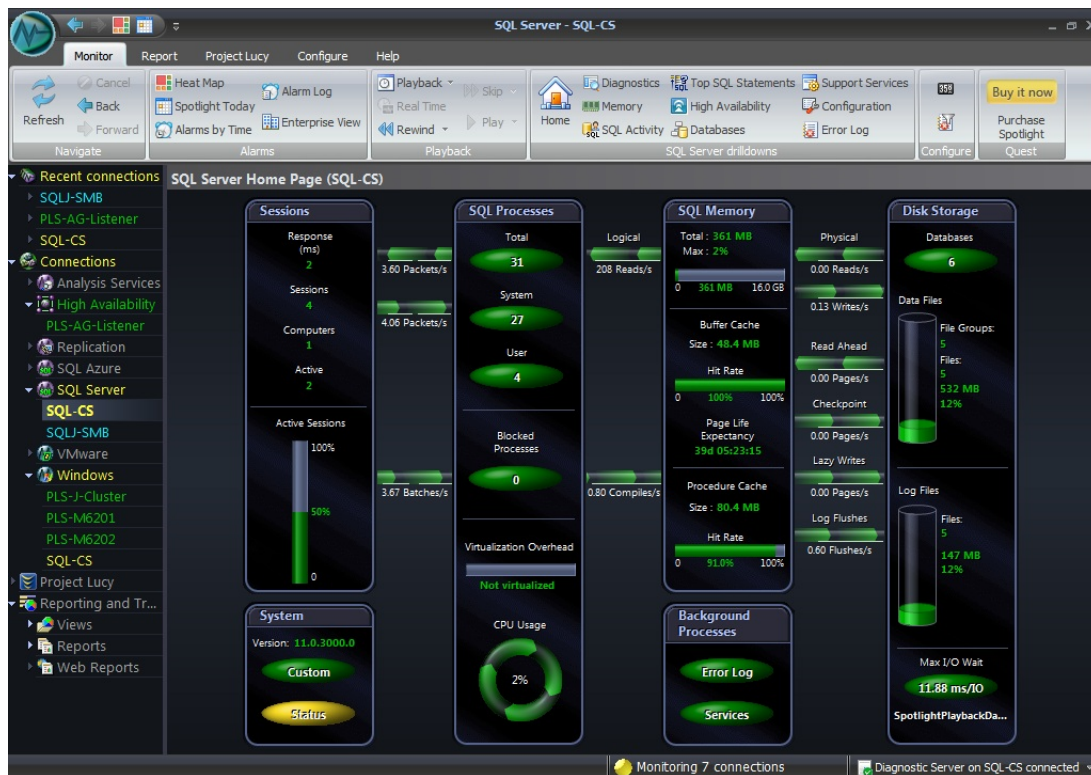 SQL Server - SQL-CS
Monitor Report Project Lucy Configure Help
Refresh
Cancel
Back
Forward
Navigate
Heat Map
Spotlight Today
Alarms by Time
Alarm Log
Enterprise View
Alarms
Playback
Real Time
Rewind
Skip
Play
Playback
Home
Diagnostics
Memory
SQL Activity
Top SQL Statements
High Availability
Databases
Support Services
Configuration
Error Log
SQL Server drilldowns
Configure
Buy it now
Purchase
Spotlight
Quest
Recent connections
SQLJ-SMB
PLS-AG-Listener
SQL-CS
Connections
Analysis Services
High Availability
PLS-AG-Listener
Replication
SQL Azure
SQL Server
SQL-CS
SQLJ-SMB
VMware
Windows
PLS-J-Cluster
PLS-M6201
PLS-M6202
SQL-CS
Project Lucy
Reporting and Tr...
Views
Reports
Web Reports
SQL Server Home Page (SQL-CS)
Sessions
Response
(ms)
2
Sessions
4
Computers
1
Active
2
Active Sessions
100%
50%
0
System
Version: 11.0.3000.0
Custom
Status
3.60 Packets/s
4.06 Packets/s
3.67 Batches/s
SQL Processes
Total
31
System
27
User
4
Blocked
Processes
0
Virtualization Overhead
Not virtualized
CPU Usage
2%
Logical
208 Reads/s
0.80 Compiles/s
SQL Memory
Total : 361 MB
Max : 2%
0 361 MB 16.0 GB
Buffer Cache
Size : 48.4 MB
Hit Rate
0 100% 100%
Page Life
Expectancy
39d 05:23:15
Procedure Cache
Size : 80.4 MB
Hit Rate
0 91.0% 100%
Background
Processes
Error Log
Services
Physical
0.00 Reads/s
0.13 Writes/s
Read Ahead
0.00 Pages/s
Checkpoint
0.00 Pages/s
Lazy Writes
0.00 Pages/s
Log Flushes
0.60 Flushes/s
Disk Storage
Databases
6
Data Files
File Groups:
5
Files:
5
532 MB
12%
Log Files
Files:
5
147 MB
12%
Max I/O Wait
11.88 ms/IO
SpotlightPlaybackDa...
Monitoring 7 connections
Diagnostic Server on SQL-CS connected